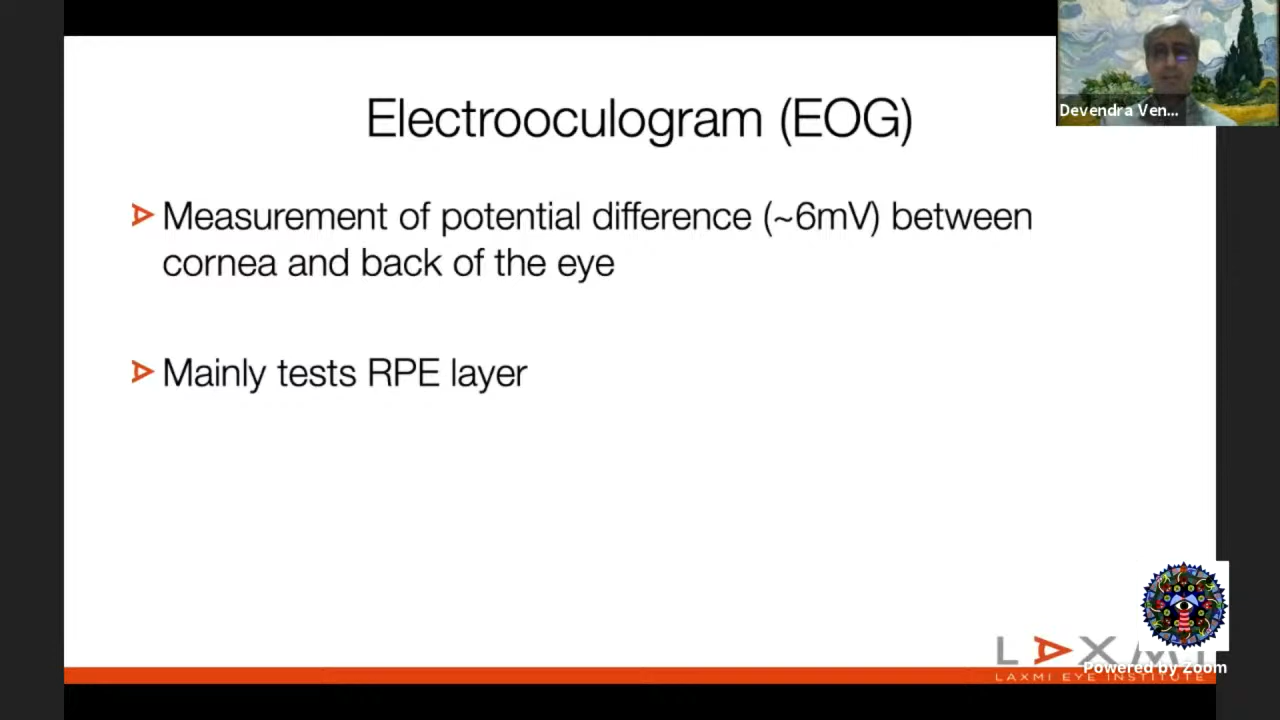 Electrooculogram (EOG)
Devendra Ven...
Measurement of potential difference (~6mV) between
cornea and back of the eye
Mainly tests RPE layer
LAXMI
Powered by Zoom
LAXMI EYE INSTITUTE